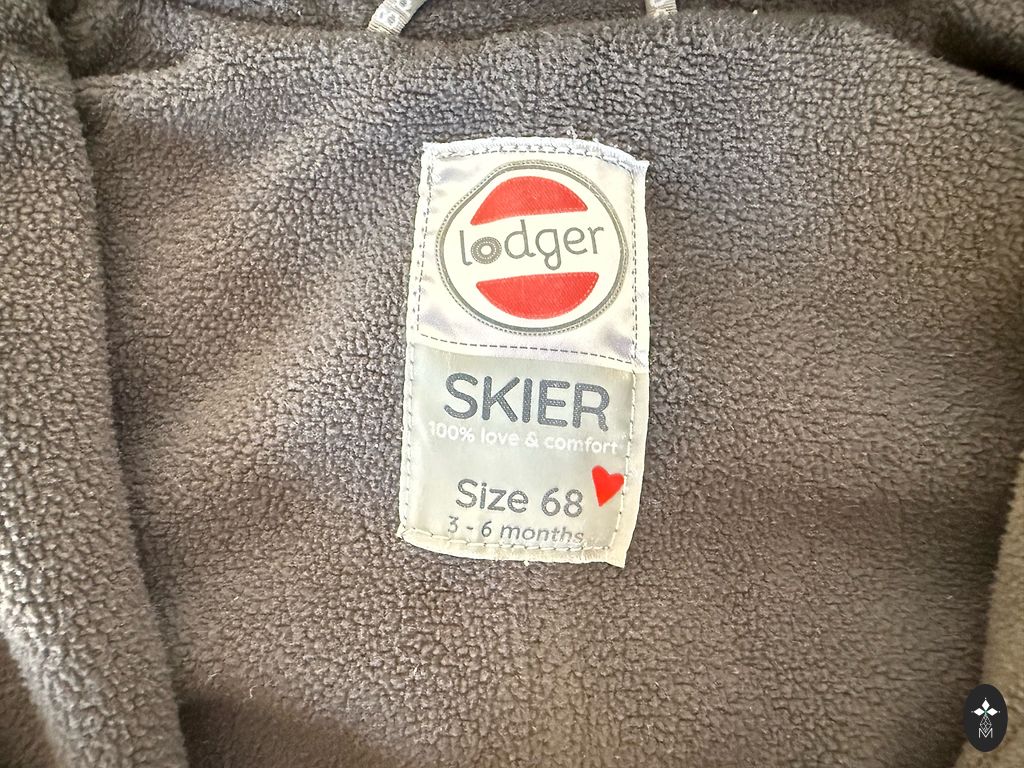 lodger
SKIER
100% love & comfort
Size 68
3 - 6 months
M